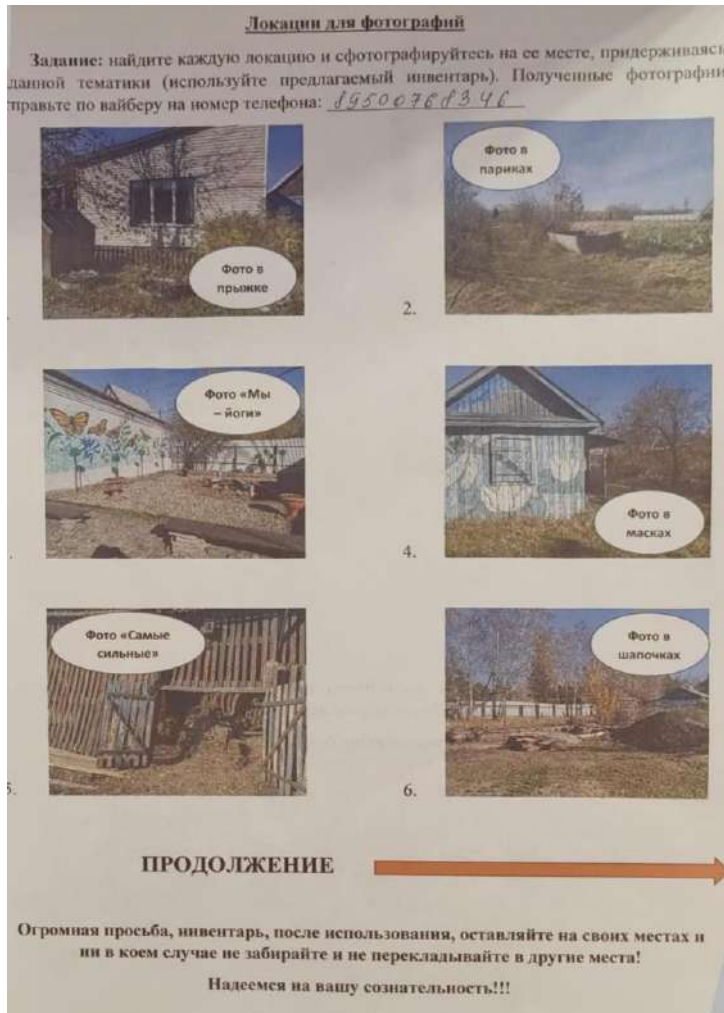 Локации для фотографий
Задание: найдите каждую локацию и сфотографируйтесь на ее месте, придерживаясь
данной тематики (используйте предлагаемый инвентарь). Полученные фотографии
отправьте по вайберу на номер телефона: 89500768346
Фото в
прыжке
Фото в
париках
2.
Фото «Мы
– йоги»
Фото в
масках
4.
Фото «Самые
сильные»
5.
Фото в
шапочках
6.
ПРОДОЛЖЕНИЕ
Огромная просьба, инвентарь, после использования, оставляйте на своих местах и
ни в коем случае не забирайте и не перекладывайте в другие места!
Надеемся на вашу сознательность!!!